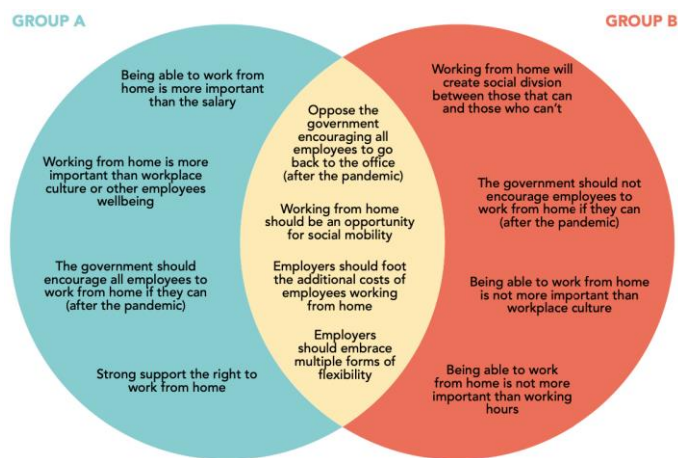 GROUP A
GROUP B
Being able to work from
home is more important
than the salary
Working from home is more
important than workplace
culture or other employees
wellbeing
The government should
encourage all employees to
work from home if they can
(after the pandemic)
Strong support the right to
work from home
Oppose the
government
encouraging all
employees to go
back to the office
(after the pandemic)
Working from home
should be an opportunity
for social mobility
Employers should foot
the additional costs of
employees working
from home
Employers
should embrace
multiple forms of
flexibility
Working from home will
create social divsion
between those that can
and those who can't
The government should not
encourage employees to
work from home if they can
(after the pandemic)
Being able to work from home
is not more important than
workplace culture
Being able to work
from home is not more
important than working
hours